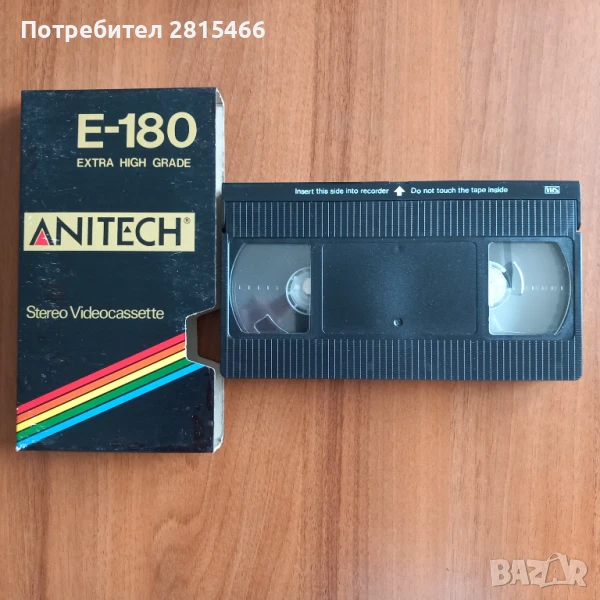 Потребител 2815466
E-180
EXTRA HIGH GRADE
ANITECH®
Stereo Videocassette
Insert this side into recorder Do not touch the tape inside
VHS
BAZAR